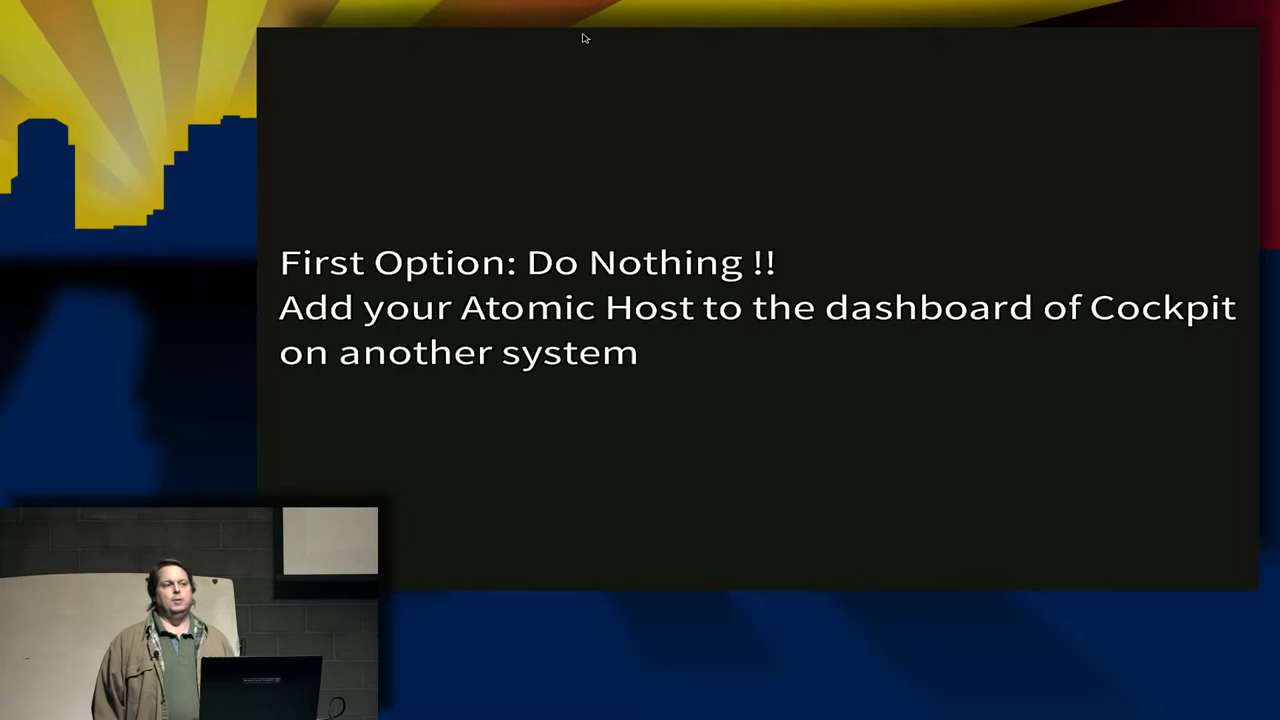 First Option: Do Nothing !!
Add your Atomic Host to the dashboard of Cockpit
on another system